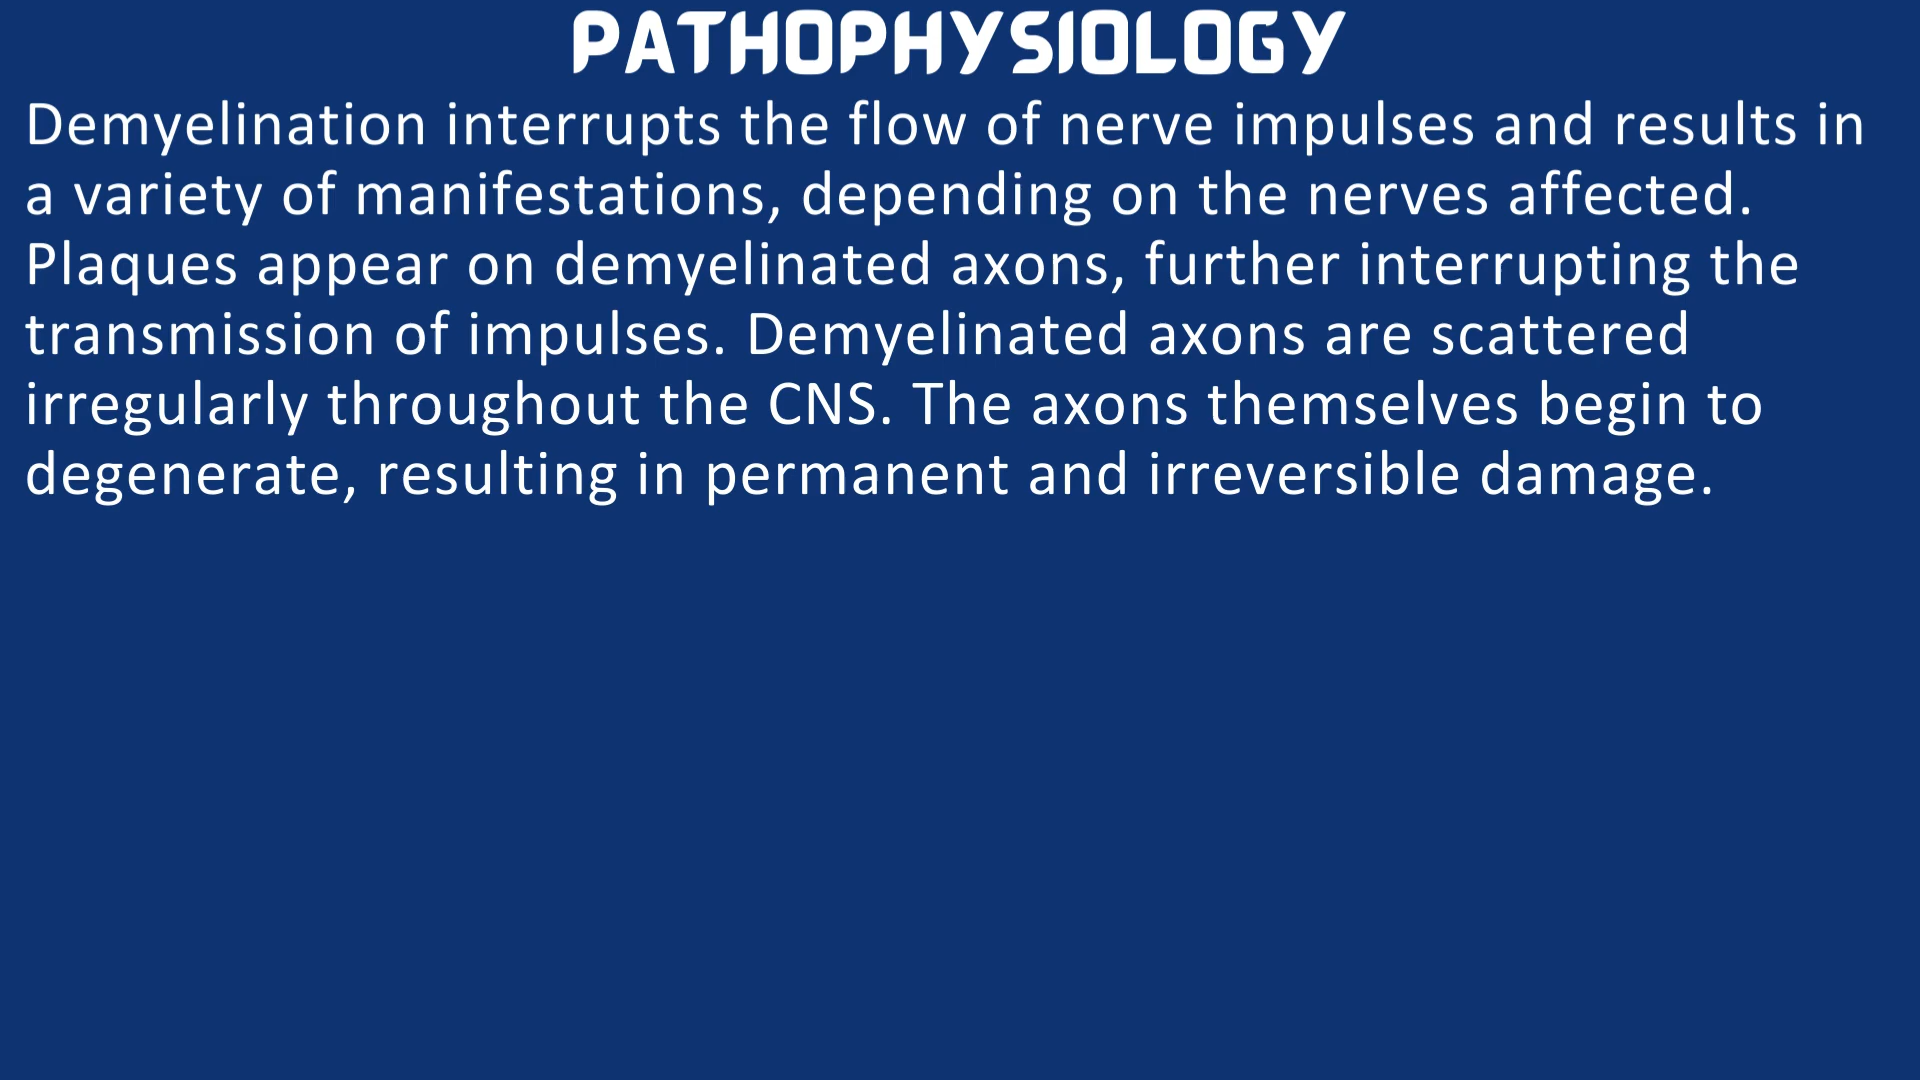 PATHOPHYSIOLOGY
Demyelination interrupts the flow of nerve impulses and results in
a variety of manifestations, depending on the nerves affected.
Plaques appear on demyelinated axons, further interrupting the
transmission of impulses. Demyelinated axons are scattered
irregularly throughout the CNS. The axons themselves begin to
degenerate, resulting in permanent and irreversible damage.